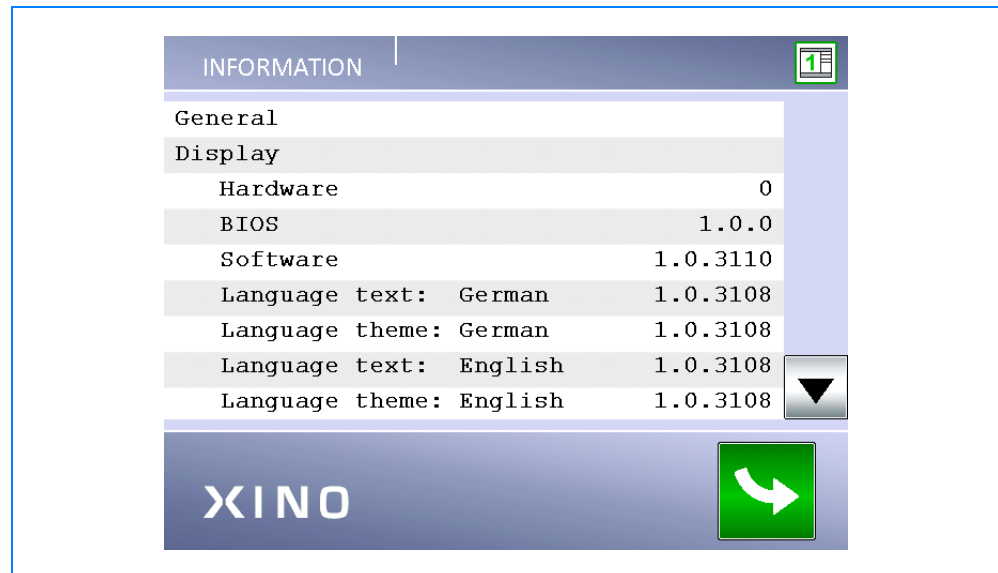 INFORMATION
1
General
Display
Hardware 0
BIOS 1.0.0
Software 1.0.3110
Language text: German 1.0.3108
Language theme: German 1.0.3108
Language text: English 1.0.3108
Language theme: English 1.0.3108
XINO